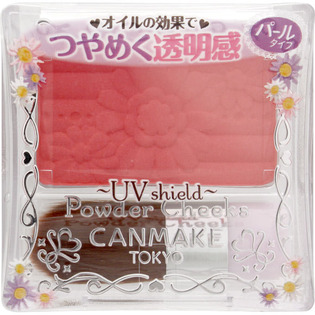 オイルの効果で
つやめく透明感
パール
タイプ
~UV shield~
Powder Cheeks
CANMAKE
TOKYO